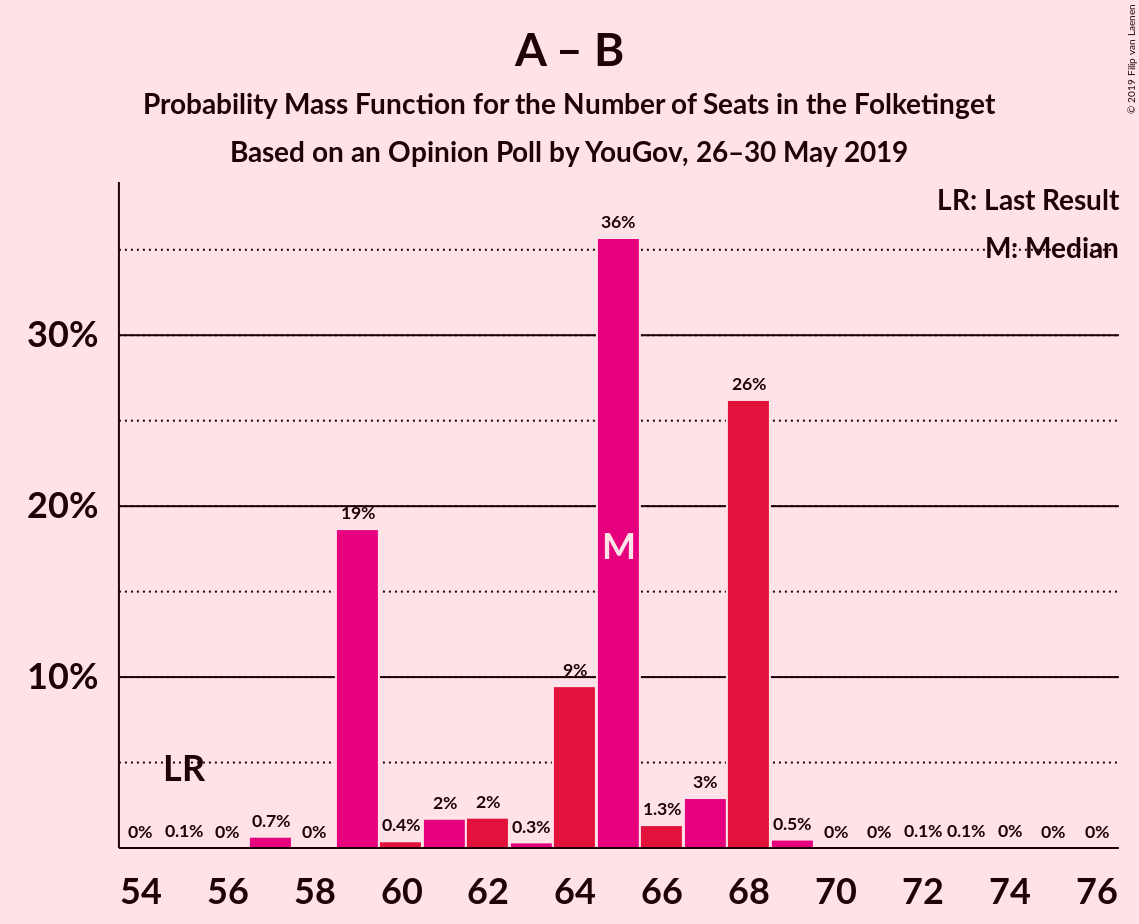 A – B
Probability Mass Function for the Number of Seats in the Folketinget
Based on an Opinion Poll by YouGov, 26–30 May 2019
© 2019 Filip van Laenen
LR: Last Result
M: Median
30%
20%
10%
0% 0.1% 0% 0.7% 0% 19% 0.4% 2% 2% 0.3% 9% 36% 1.3% 3% 26% 0.5% 0% 0% 0.1% 0.1% 0% 0% 0%
M
LR
54 56 58 60 62 64 66 68 70 72 74 76